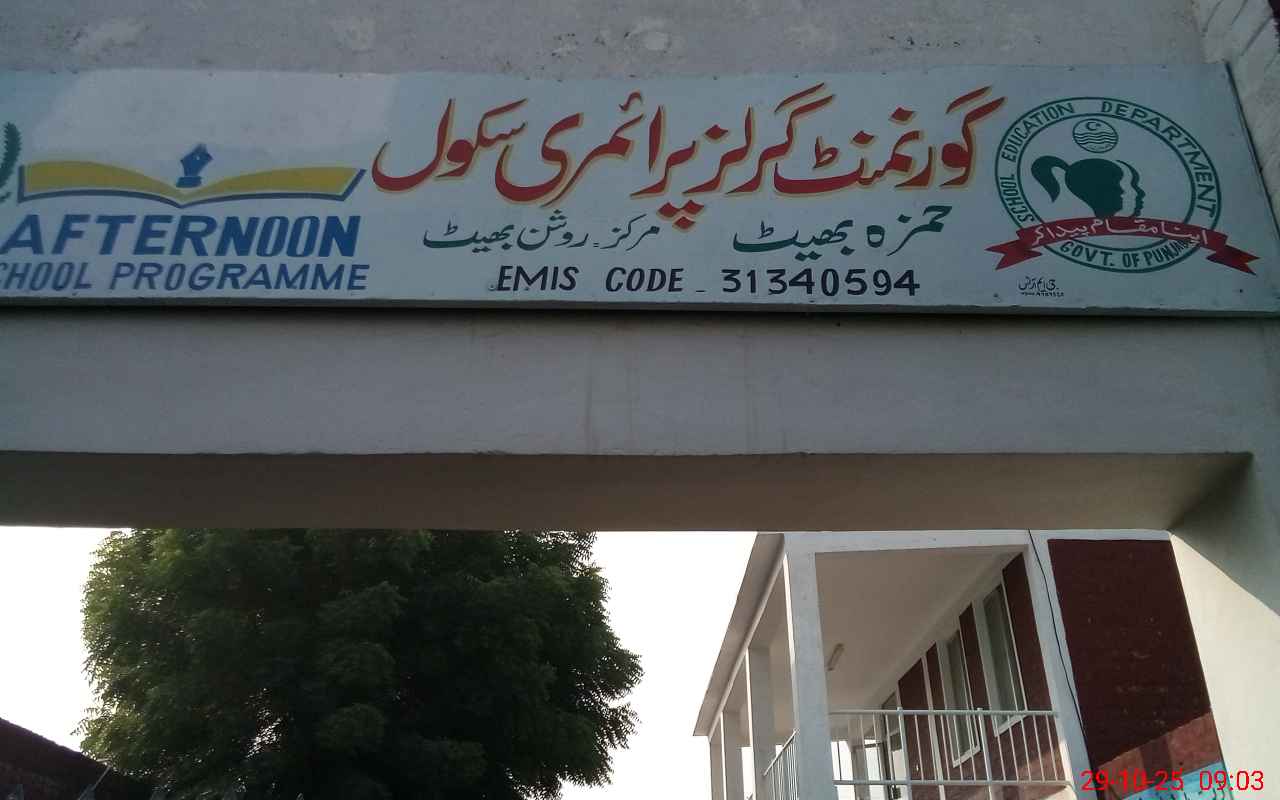 گورنمنٹ گرلز پرائمری سکول
حمزہ بھیٹ مرکز۔ روشن بھیٹ
EMIS CODE - 31340594
AFTERNOON
CHOOL PROGRAMME
SCHOOL EDUCATION DEPARTMENT
اپنا مقام پیدا کر
GOVT. OF PUNJAB
29-10-25 09:03